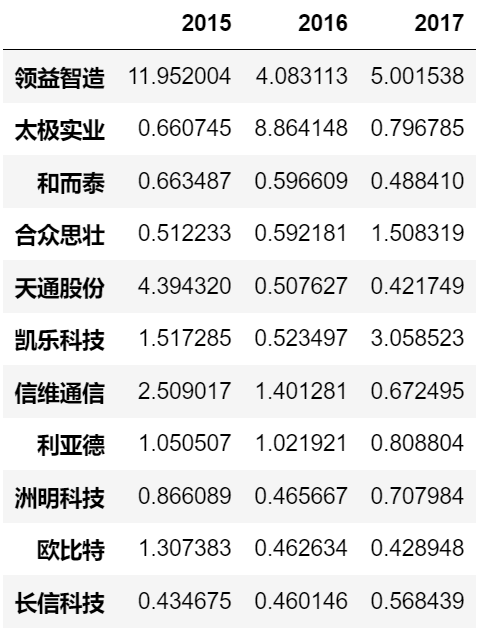 2015 2016 2017
领益智造 11.952004 4.083113 5.001538
太极实业 0.660745 8.864148 0.796785
和而泰 0.663487 0.596609 0.488410
合众思壮 0.512233 0.592181 1.508319
天通股份 4.394320 0.507627 0.421749
凯乐科技 1.517285 0.523497 3.058523
信维通信 2.509017 1.401281 0.672495
利亚德 1.050507 1.021921 0.808804
洲明科技 0.866089 0.465667 0.707984
欧比特 1.307383 0.462634 0.428948
长信科技 0.434675 0.460146 0.568439